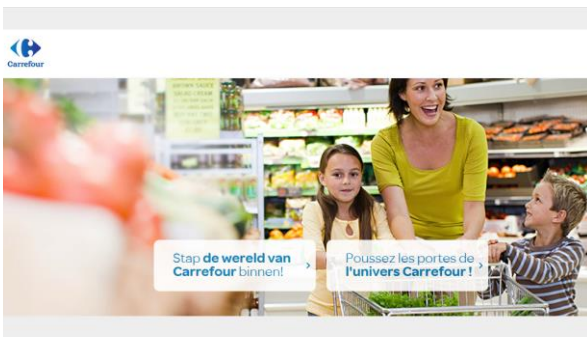 Carrefour
Stap de wereld van
Carrefour binnen!
Poussez les portes de
l'univers Carrefour !